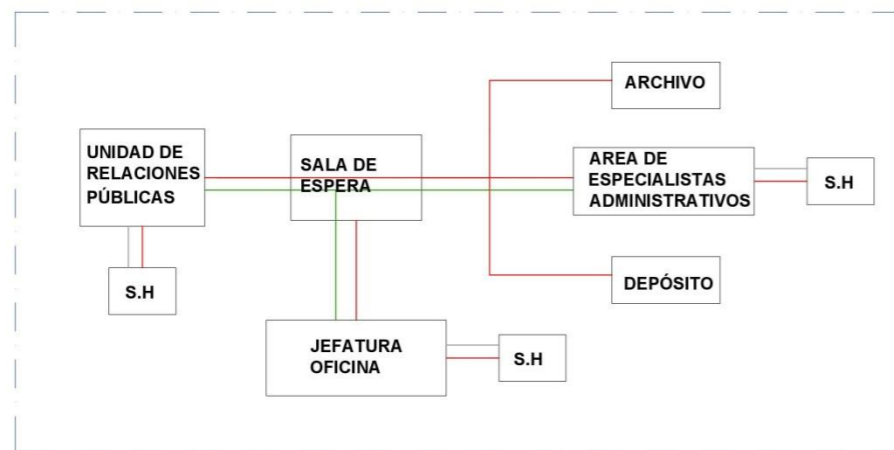 ARCHIVO
UNIDAD DE
RELACIONES
PÚBLICAS
SALA DE
ESPERA
AREA DE
ESPECIALISTAS
ADMINISTRATIVOS
S.H
S.H
DEPÓSITO
JEFATURA
OFICINA
S.H